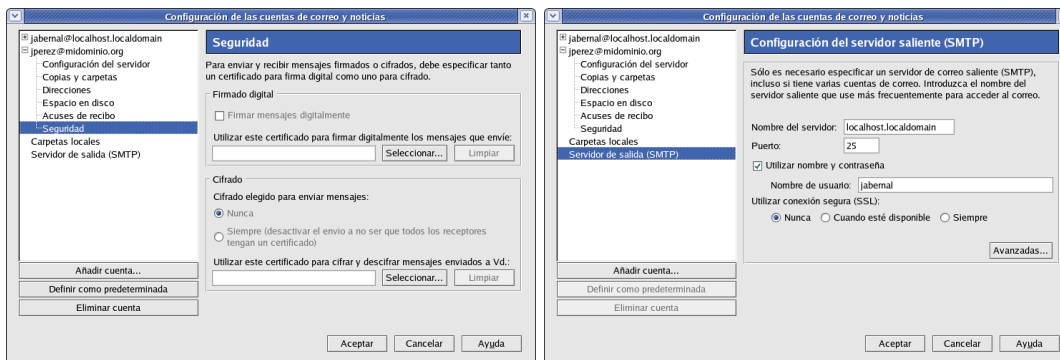 Configuración de las cuentas de correo y noticias
jabernal@localhost.localdomain
jperez@midominio.org
Configuración del servidor
Copias y carpetas
Direcciones
Espacio en disco
Acuses de recibo
Seguridad
Carpetas locales
Servidor de salida (SMTP)
Añadir cuenta...
Definir como predeterminada
Eliminar cuenta
Seguridad
Para enviar y recibir mensajes firmados o cifrados, debe especificar tanto
un certificado para firma digital como uno para cifrado.
Firmado digital
Firmar mensajes digitalmente
Utilizar este certificado para firmar digitalmente los mensajes que envíe:
Seleccionar... Limpiar
Cifrado
Cifrado elegido para enviar mensajes:
Nunca
Siempre (desactivar el envio a no ser que todos los receptores
tengan un certificado)
Utilizar este certificado para cifrar y descifrar mensajes enviados a Vd.:
Seleccionar... Limpiar
Aceptar Cancelar Ayuda
Configuración de las cuentas de correo y noticias
jabernal@localhost.localdomain
jperez@midominio.org
Configuración del servidor
Copias y carpetas
Direcciones
Espacio en disco
Acuses de recibo
Seguridad
Carpetas locales
Servidor de salida (SMTP)
Añadir cuenta...
Definir como predeterminada
Eliminar cuenta
Configuración del servidor saliente (SMTP)
Sólo es necesario especificar un servidor de correo saliente (SMTP),
incluso si tiene varias cuentas de correo. Introduzca el nombre del
servidor saliente que use más frecuentemente para acceder al correo.
Nombre del servidor: localhost.localdomain
Puerto: 25
Utilizar nombre y contraseña
Nombre de usuario: jabernal
Utilizar conexión segura (SSL):
Nunca Cuando esté disponible Siempre
Avanzadas...
Aceptar Cancelar Ayuda